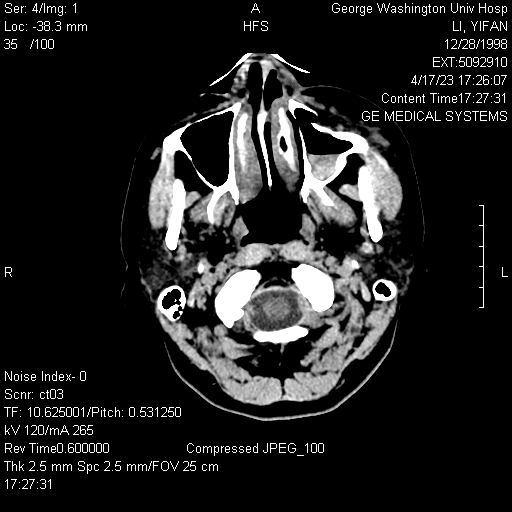 Ser: 4/Img: 1
Loc: -38.3 mm
35 /100
A
HFS
George Washington Univ Hosp
LI, YIFAN
12/28/1998
EXT:5092910
4/17/23 17:26:07
Content Time17:27:31
GE MEDICAL SYSTEMS
R
L
Noise Index- 0
Scnr: ct03
TF: 10.625001/Pitch: 0.531250
kV 120/mA 265
Rev Time0.600000 Compressed JPEG_100
Thk 2.5 mm Spc 2.5 mm/FOV 25 cm
17:27:31